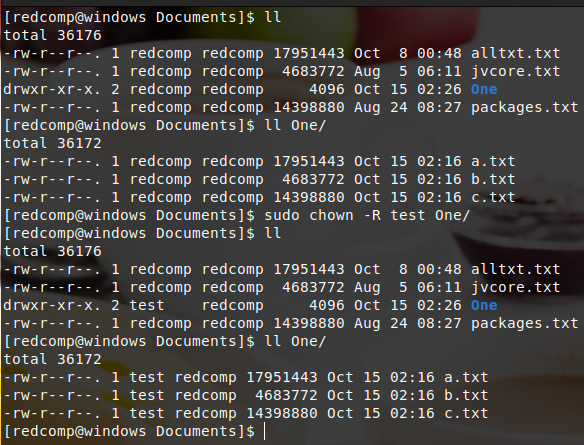 [redcomp@windows Documents]$ ll
total 36176
-rw-r--r--. 1 redcomp redcomp 17951443 Oct  8 00:48 alltxt.txt
-rw-r--r--. 1 redcomp redcomp  4683772 Aug  5 06:11 jvcore.txt
drwxr-xr-x. 2 redcomp redcomp     4096 Oct 15 02:26 One
-rw-r--r--. 1 redcomp redcomp 14398880 Aug 24 08:27 packages.txt
[redcomp@windows Documents]$ ll One/
total 36172
-rw-r--r--. 1 redcomp redcomp 17951443 Oct 15 02:16 a.txt
-rw-r--r--. 1 redcomp redcomp  4683772 Oct 15 02:16 b.txt
-rw-r--r--. 1 redcomp redcomp 14398880 Oct 15 02:16 c.txt
[redcomp@windows Documents]$ sudo chown -R test One/
[redcomp@windows Documents]$ ll
total 36176
-rw-r--r--. 1 redcomp redcomp 17951443 Oct  8 00:48 alltxt.txt
-rw-r--r--. 1 redcomp redcomp  4683772 Aug  5 06:11 jvcore.txt
drwxr-xr-x. 2 test    redcomp     4096 Oct 15 02:26 One
-rw-r--r--. 1 redcomp redcomp 14398880 Aug 24 08:27 packages.txt
[redcomp@windows Documents]$ ll One/
total 36172
-rw-r--r--. 1 test redcomp 17951443 Oct 15 02:16 a.txt
-rw-r--r--. 1 test redcomp  4683772 Oct 15 02:16 b.txt
-rw-r--r--. 1 test redcomp 14398880 Oct 15 02:16 c.txt
[redcomp@windows Documents]$